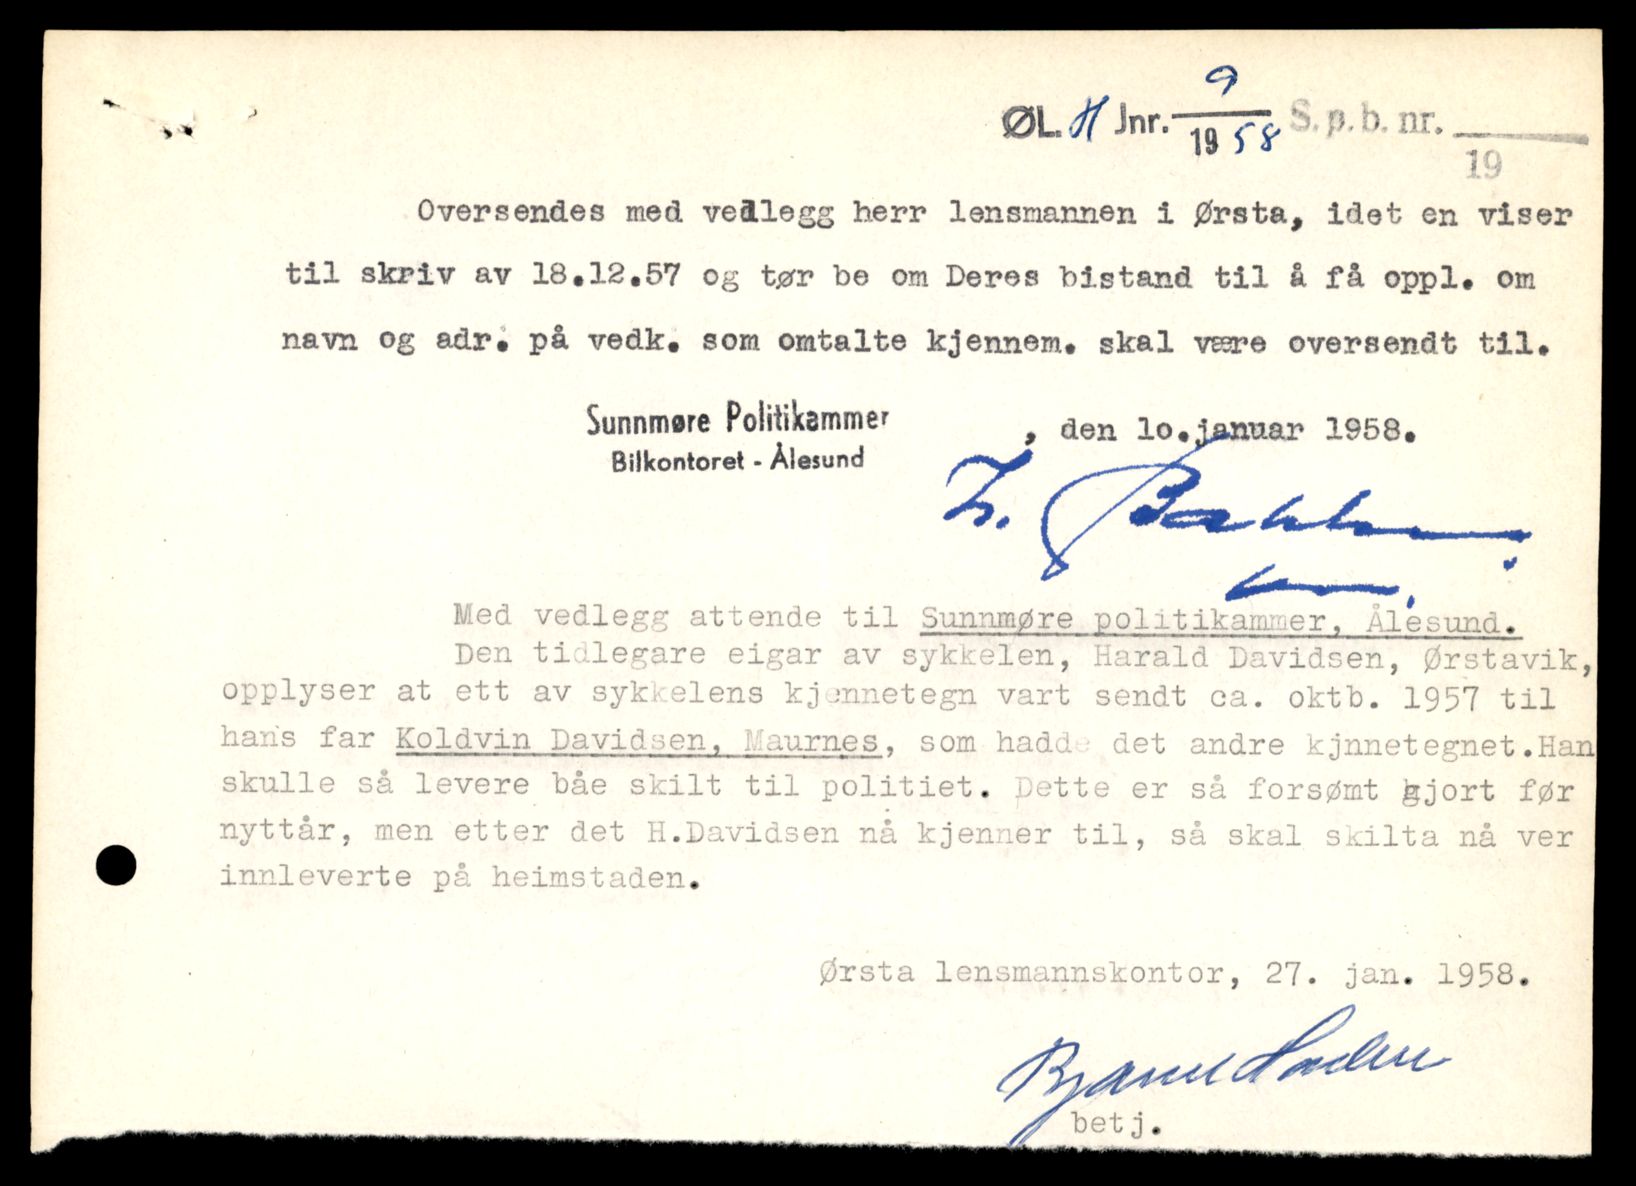 9
ØL. H Jnr. S.p.b. nr.
1958 19
Oversendes med vedlegg herr lensmannen i Ørsta, idet en viser
til skriv av 18.12.57 og tør be om Deres bistand til å få oppl. om
navn og adr. på vedk. som omtalte kjennem. skal være oversendt til.
Sunnmøre Politikammer , den 10.januar 1958.
Bilkontoret - Ålesund
Med vedlegg attende til Sunnmøre politikammer, Ålesund.
Den tidlegare eigar av sykkelen, Harald Davidsen, Ørstavik,
opplyser at ett av sykkelens kjennetegn vart sendt ca. oktb. 1957 til
hans far Koldvin Davidsen, Maurnes, som hadde det andre kjnnetegnet.Han
skulle så levere båe skilt til politiet. Dette er så forsømt gjort før
nyttår, men etter det H.Davidsen nå kjenner til, så skal skilta nå ver
innleverte på heimstaden.
Ørsta lensmannskontor, 27. jan. 1958.
betj.